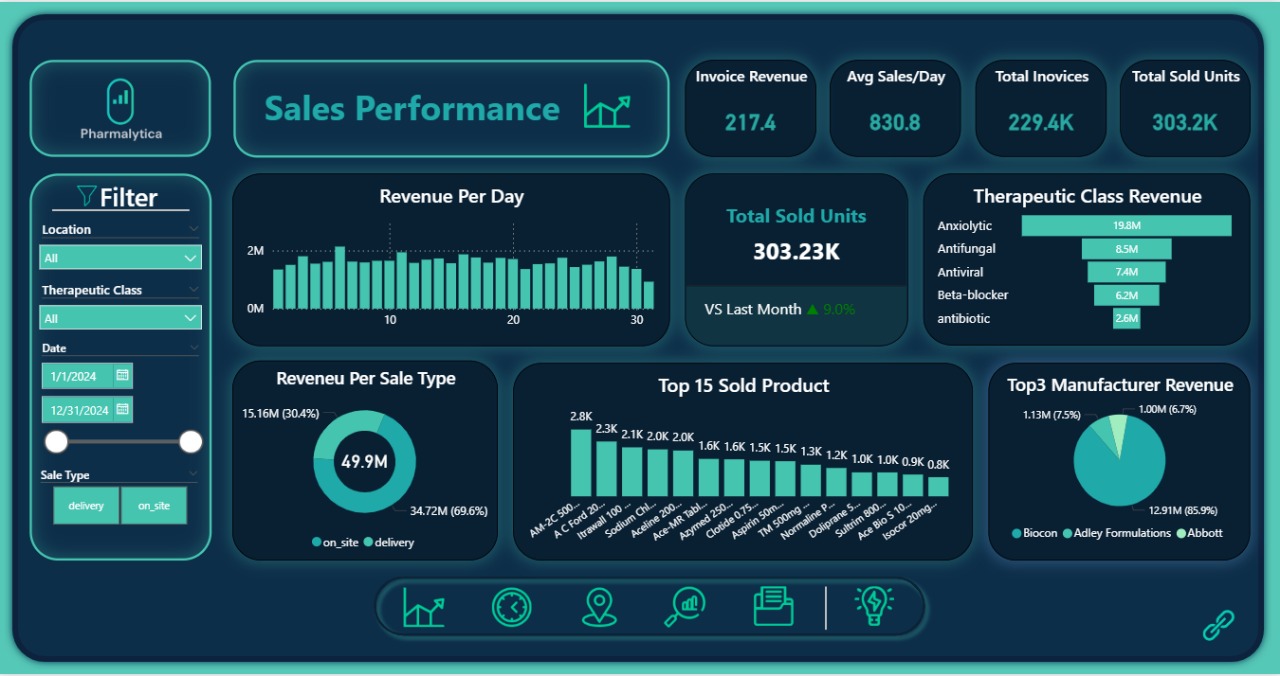 Pharmalytica
Sales Performance
Invoice Revenue
217.4
Avg Sales/Day
830.8
Total Inovices
229.4K
Total Sold Units
303.2K
Filter
Location
All
Therapeutic Class
All
Date
1/1/2024
12/31/2024
Sale Type
delivery
on_site
Revenue Per Day
2M
0M
10
20
30
Total Sold Units
303.23K
VS Last Month ▲ 9.0%
Therapeutic Class Revenue
Anxiolytic 19.8M
Antifungal 8.5M
Antiviral 7.4M
Beta-blocker 6.2M
antibiotic 2.6M
Reveneu Per Sale Type
15.16M (30.4%)
49.9M
34.72M (69.6%)
on_site delivery
Top 15 Sold Product
2.8K
2.3K
2.1K
2.0K
2.0K
1.6K
1.6K
1.5K
1.5K
1.3K
1.2K
1.0K
1.0K
0.9K
0.8K
AM-2C 500...
A C Ford 20...
Itrawall 100 ...
Sodium Chl...
Aceline 200...
Ace-MR Tabl...
Azymed 250...
Clotide 0.75...
Aspirin 50m...
TM 500mg ...
Normaline P...
Doliprane 5...
Sultrim 800...
Ace Bio S 10...
Isocor 20mg...
Top3 Manufacturer Revenue
1.13M (7.5%)
1.00M (6.7%)
12.91M (85.9%)
Biocon Adley Formulations Abbott